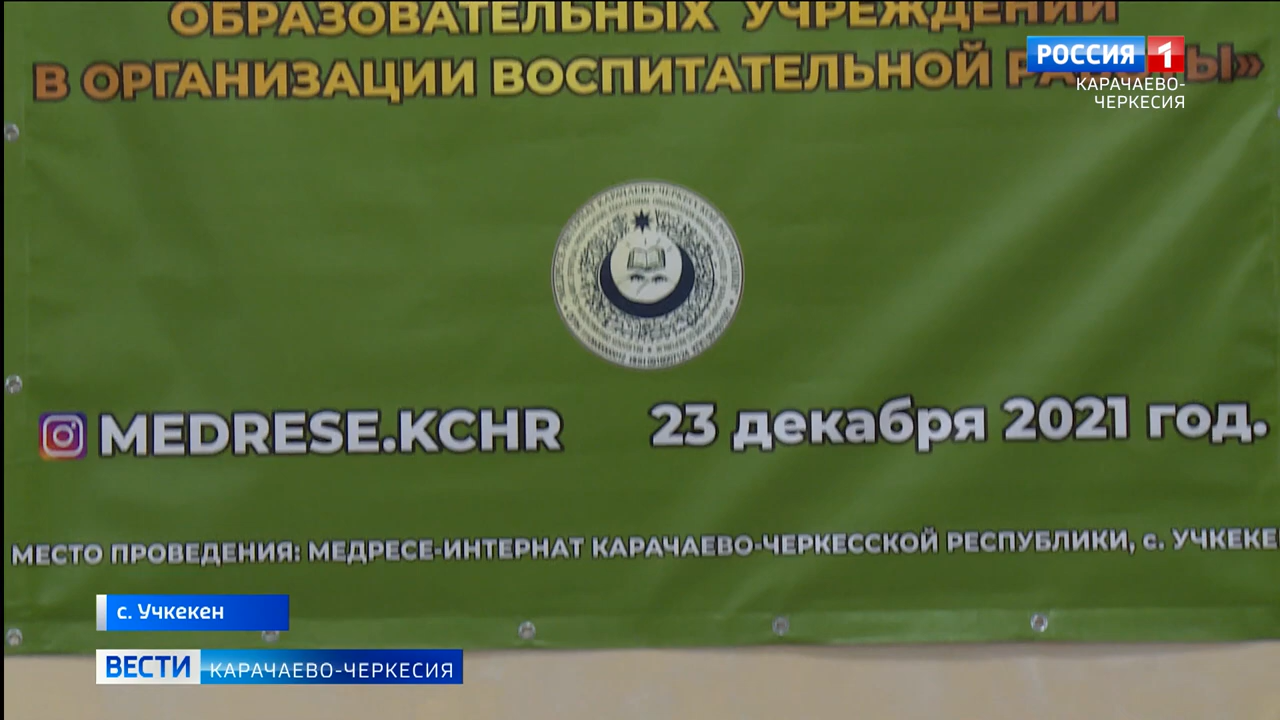 ОБРАЗОВАТЕЛЬНЫХ УЧРЕЖДЕНИЙ
В ОРГАНИЗАЦИИ ВОСПИТАТЕЛЬНОЙ
РОССИЯ 1
КАРАЧАЕВО-
ЧЕРКЕСИЯ
MEDRESE.KCHR
23 декабря 2021 год.
МЕСТО ПРОВЕДЕНИЯ: МЕДРЕСЕ-ИНТЕРНАТ КАРАЧАЕВО-ЧЕРКЕССКОЙ РЕСПУБЛИКИ, с. УЧКЕКЕ
с. Учкекен
ВЕСТИ КАРАЧАЕВО-ЧЕРКЕСИЯ